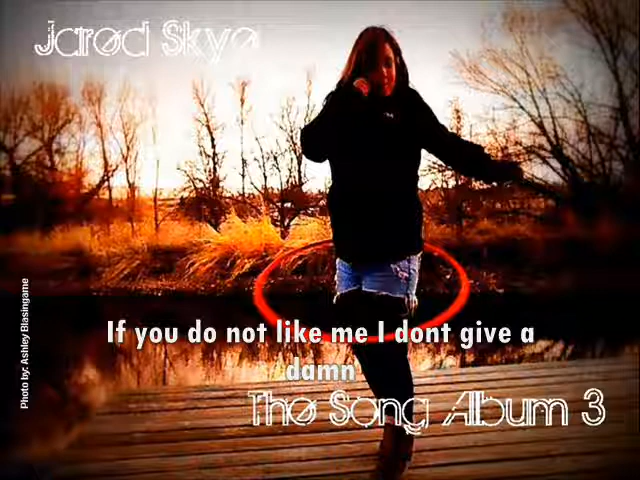 Jared Skye
Photo by: Ashley Blasingame
If you do not like me I dont give a
damn
The Song Album 3